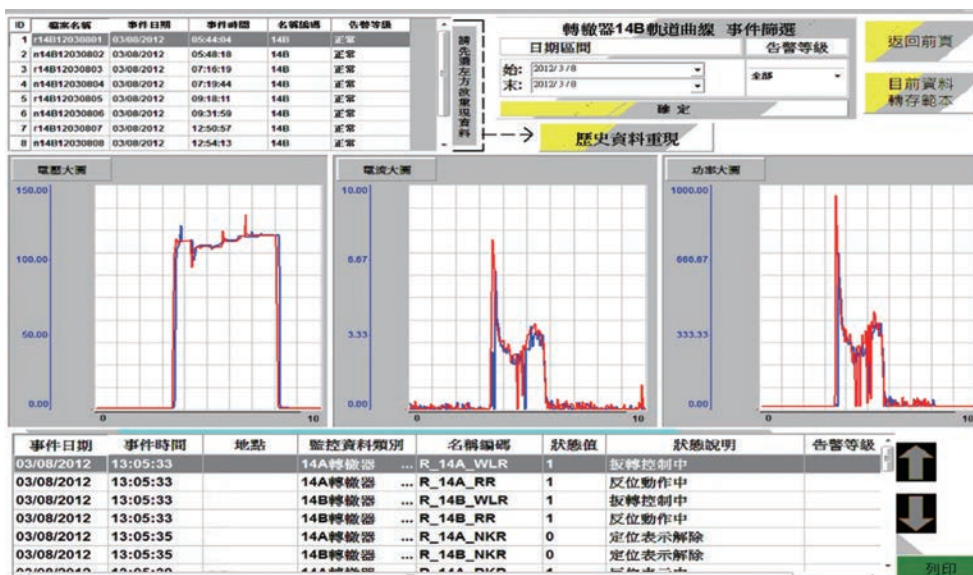 ID 檔案名稱 事件日期 事件時間 名稱編碼 告警等級
1 r14B12030801 03/08/2012 05:44:04 14B 正常
2 n14B12030802 03/08/2012 05:48:18 14B 正常
3 r14B12030803 03/08/2012 07:16:19 14B 正常
4 n14B12030804 03/08/2012 07:19:44 14B 正常
5 r14B12030805 03/08/2012 09:18:11 14B 正常
6 n14B12030806 03/08/2012 09:31:59 14B 正常
7 r14B12030807 03/08/2012 12:50:57 14B 正常
8 n14B12030808 03/08/2012 12:54:13 14B 正常
請先選左方欲重現資料
轉轍器14B軌道曲線 事件篩選
日期區間 告警等級
始: 2012/3/8
末: 2012/3/8
全部
確定
歷史資料重現
返回前頁
目前資料
轉存範本
電壓大圖
150.00
100.00
50.00
0.00
0 10
電流大圖
10.00
6.67
3.33
0.00
0 10
功率大圖
1000.00
666.67
333.33
0.00
0 10
事件日期 事件時間 地點 監控資料類別 名稱編碼 狀態值 狀態說明 告警等級
03/08/2012 13:05:33 14A轉轍器 ... R_14A_WLR 1 扳轉控制中
03/08/2012 13:05:33 14A轉轍器 ... R_14A_RR 1 反位動作中
03/08/2012 13:05:33 14B轉轍器 ... R_14B_WLR 1 扳轉控制中
03/08/2012 13:05:33 14B轉轍器 ... R_14B_RR 1 反位動作中
03/08/2012 13:05:35 14A轉轍器 ... R_14A_NKR 0 定位表示解除
03/08/2012 13:05:35 14B轉轍器 ... R_14B_NKR 0 定位表示解除
列印